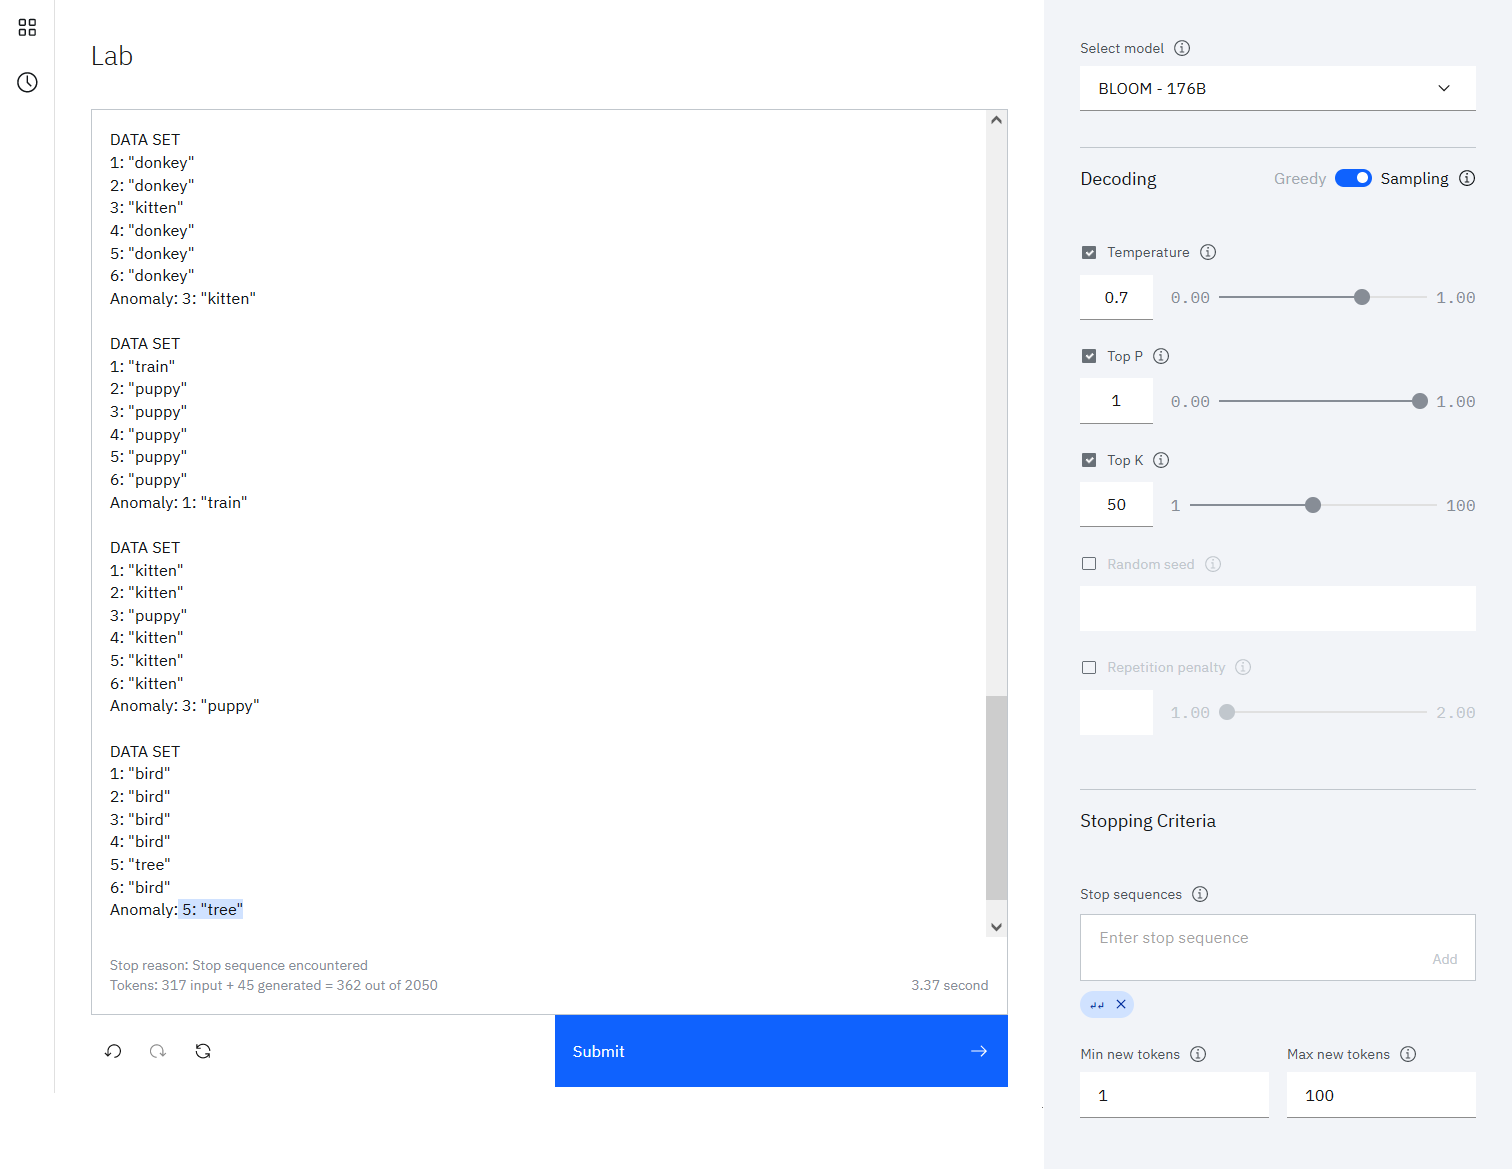 Lab
DATA SET
1: "donkey"
2: "donkey"
3: "kitten"
4: "donkey"
5: "donkey"
6: "donkey"
Anomaly: 3: "kitten"
DATA SET
1: "train"
2: "puppy"
3: "puppy"
4: "puppy"
5: "puppy"
6: "puppy"
Anomaly: 1: "train"
DATA SET
1: "kitten"
2: "kitten"
3: "puppy"
4: "kitten"
5: "kitten"
6: "kitten"
Anomaly: 3: "puppy"
DATA SET
1: "bird"
2: "bird"
3: "bird"
4: "bird"
5: "tree"
6: "bird"
Anomaly: 5: "tree"
Stop reason: Stop sequence encountered
Tokens: 317 input + 45 generated = 362 out of 2050
3.37 second
Submit
Select model
BLOOM - 176B
Decoding
Greedy
Sampling
Temperature
0.7
0.00
1.00
Top P
1
0.00
1.00
Top K
50
1
100
Random seed
Repetition penalty
1.00
2.00
Stopping Criteria
Stop sequences
Enter stop sequence
Add
↲↲
Min new tokens
Max new tokens
1
100